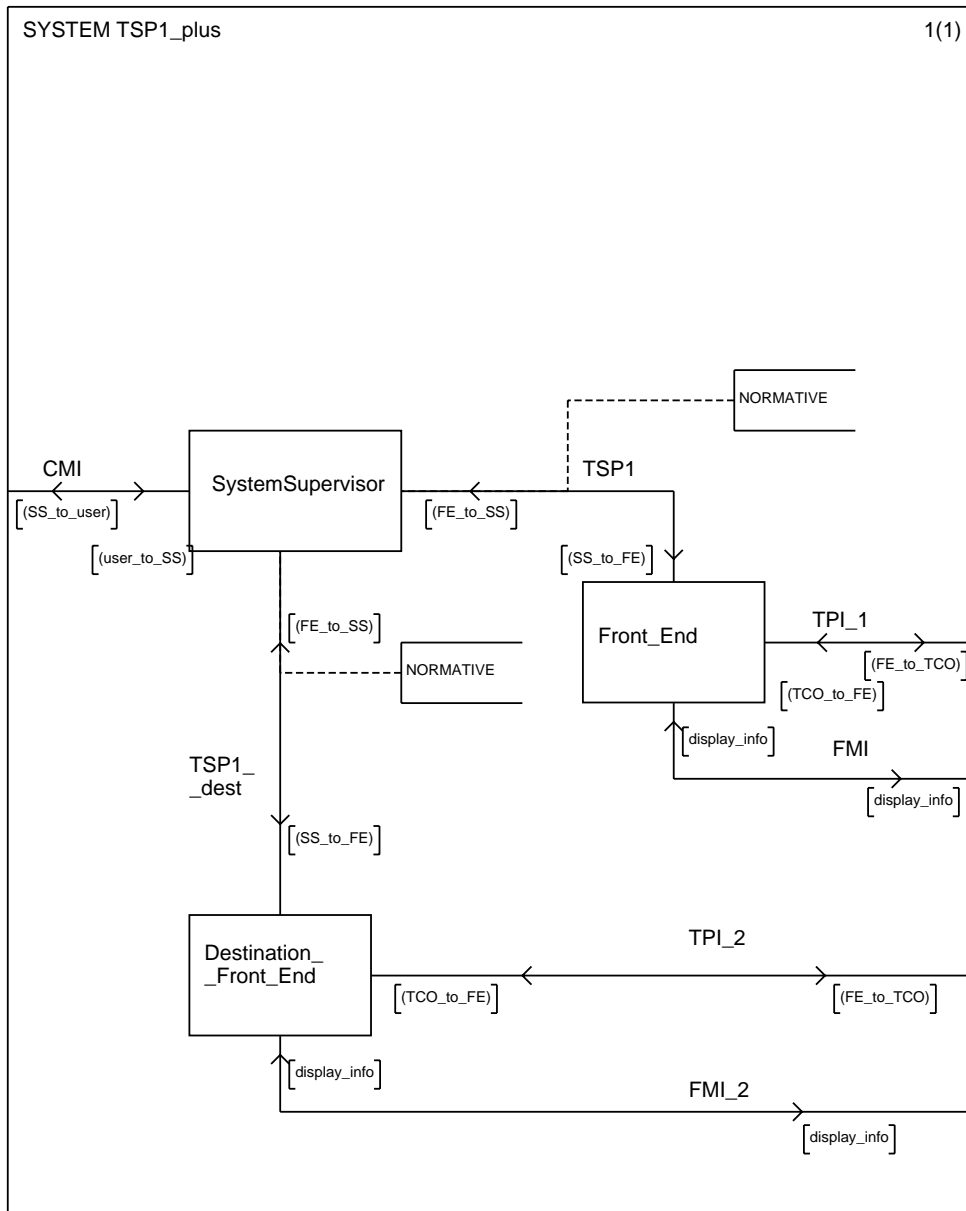 SYSTEM TSP1_plus
1(1)
NORMATIVE
CMI
SystemSupervisor
TSP1
(SS_to_user)
(FE_to_SS)
(user_to_SS)
(SS_to_FE)
(FE_to_SS)
Front_End
TPI_1
NORMATIVE
(FE_to_TCO)
(TCO_to_FE)
display_info
FMI
TSP1_
_dest
display_info
(SS_to_FE)
Destination_
_Front_End
TPI_2
(TCO_to_FE)
(FE_to_TCO)
display_info
FMI_2
display_info